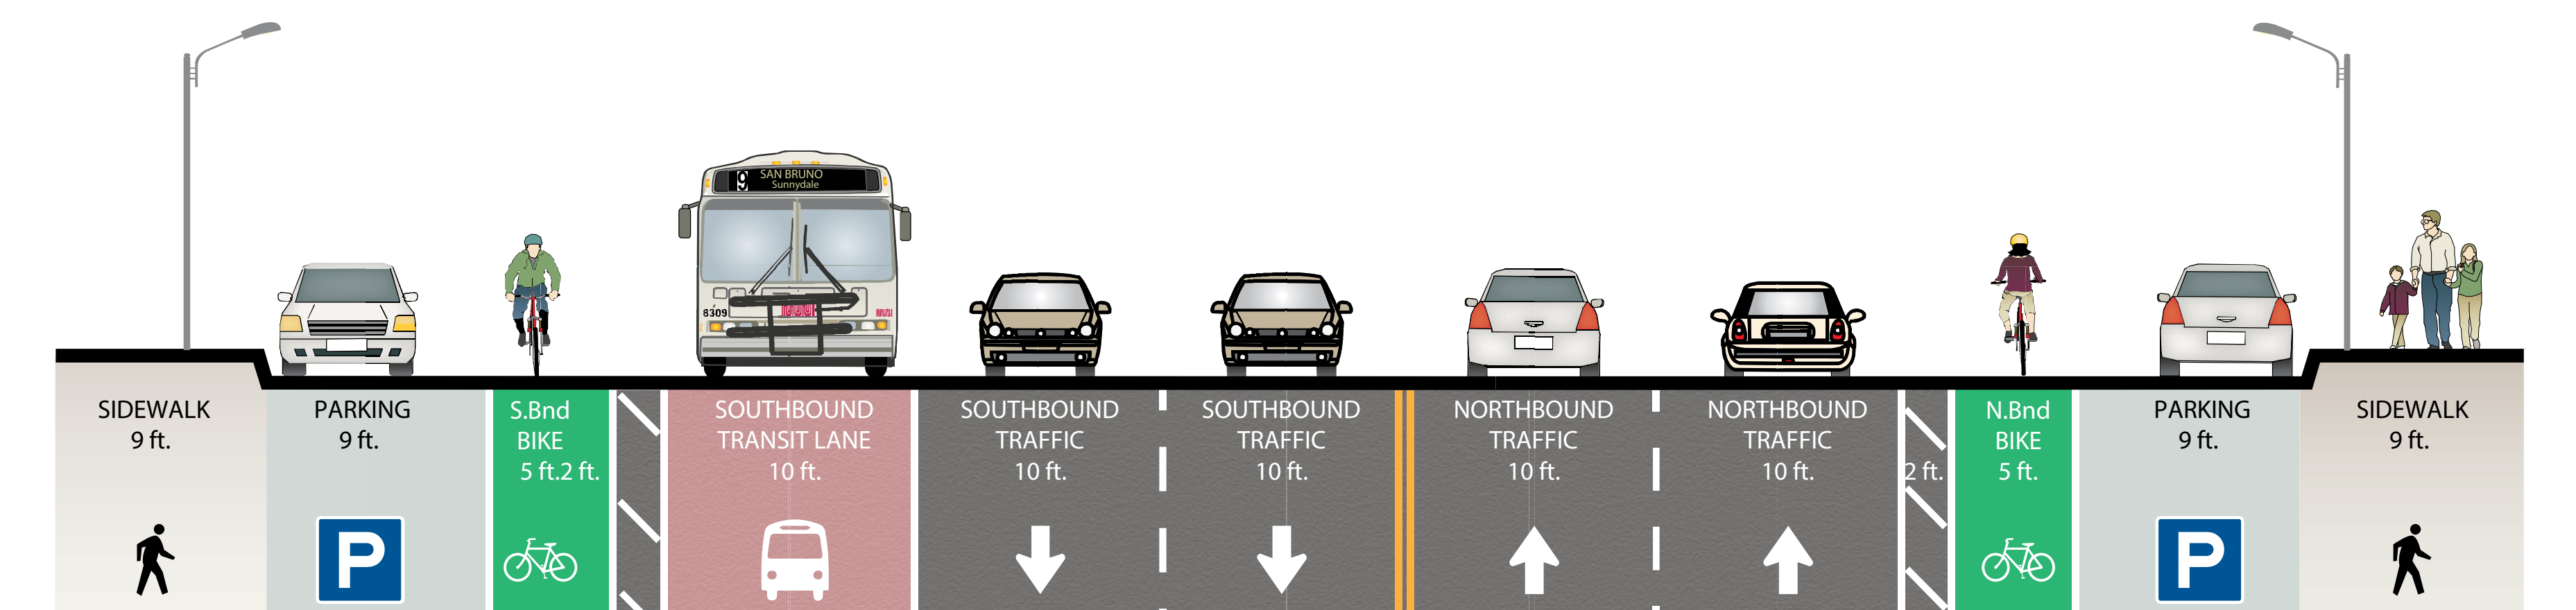 9 SAN BRUNO
Sunnydale
8309
SIDEWALK
9 ft.
PARKING
9 ft.
P
S.Bnd
BIKE
5 ft.2 ft.
SOUTHBOUND
TRANSIT LANE
10 ft.
SOUTHBOUND
TRAFFIC
10 ft.
SOUTHBOUND
TRAFFIC
10 ft.
NORTHBOUND
TRAFFIC
10 ft.
NORTHBOUND
TRAFFIC
10 ft.
2 ft.
N.Bnd
BIKE
5 ft.
PARKING
9 ft.
P
SIDEWALK
9 ft.